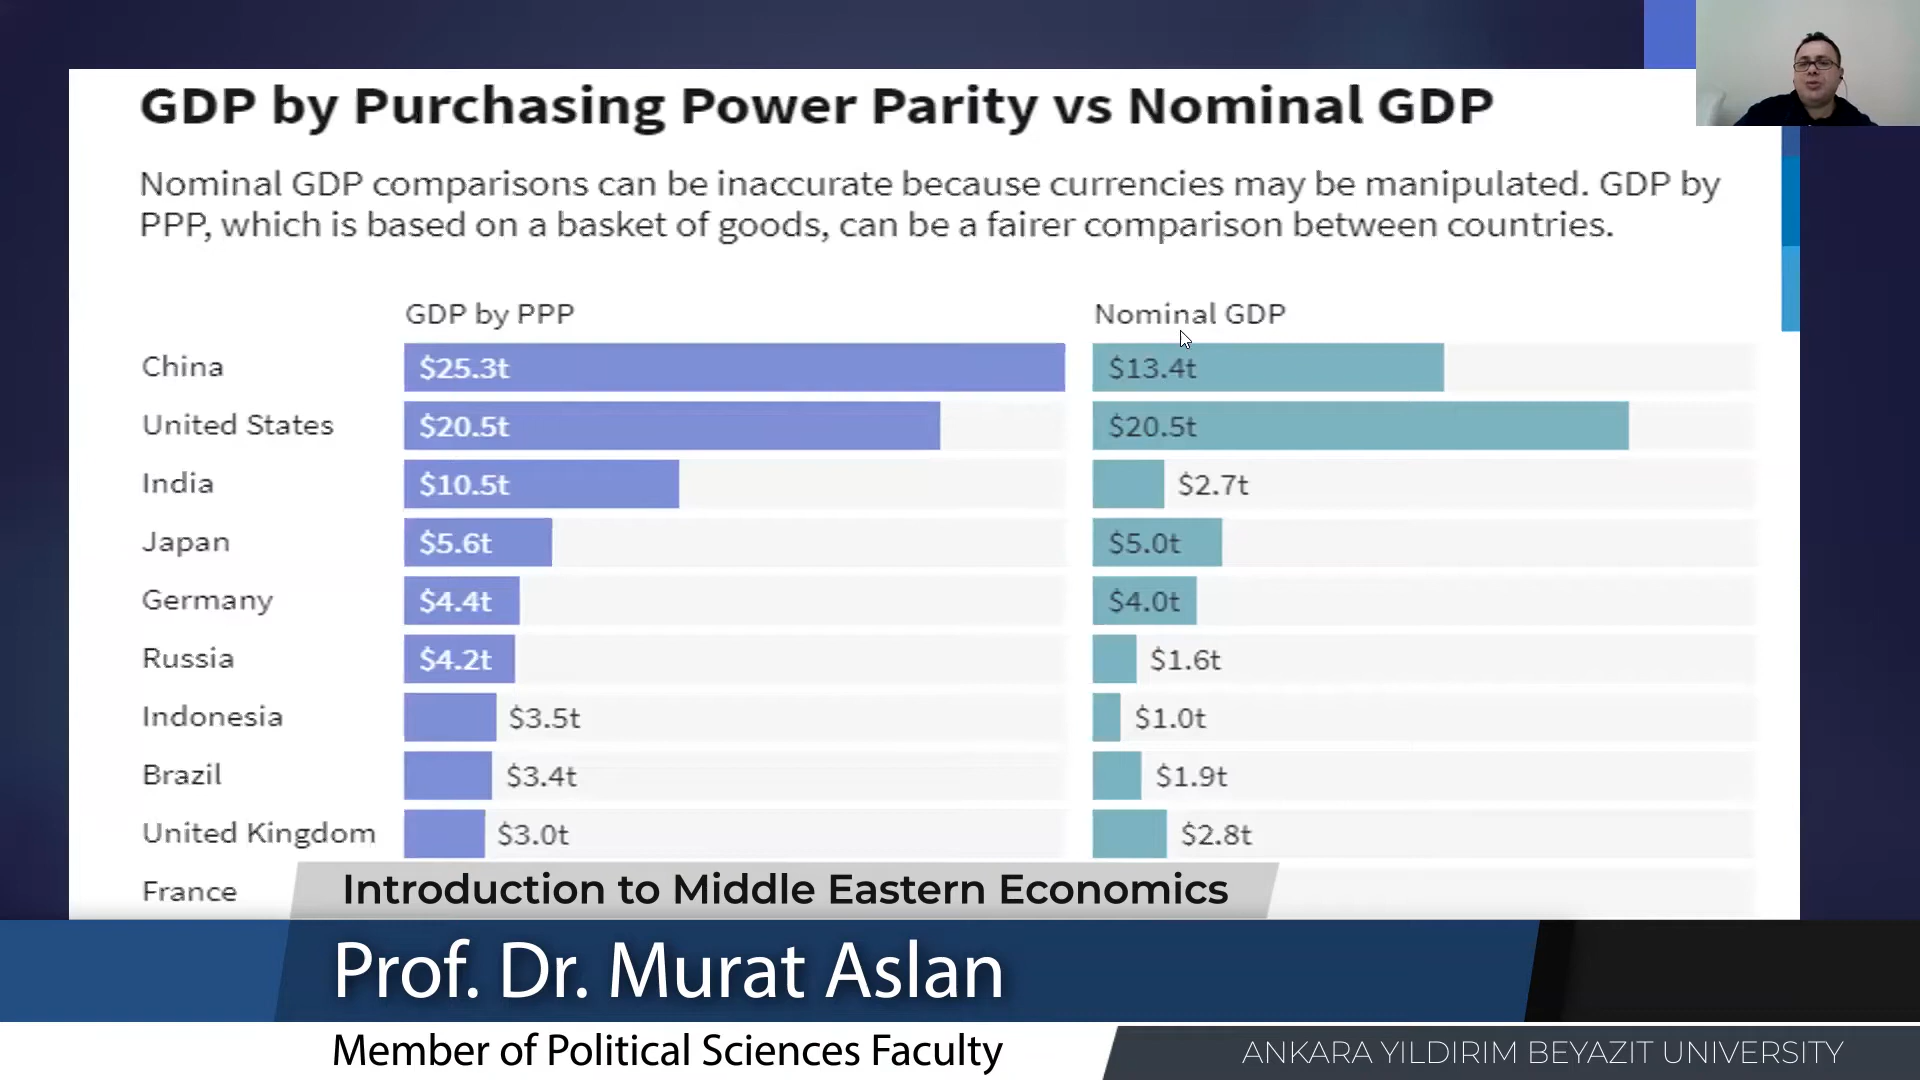 GDP by Purchasing Power Parity vs Nominal GDP
Nominal GDP comparisons can be inaccurate because currencies may be manipulated. GDP by
PPP, which is based on a basket of goods, can be a fairer comparison between countries.
GDP by PPP Nominal GDP
China $25.3t $13.4t
United States $20.5t $20.5t
India $10.5t $2.7t
Japan $5.6t $5.0t
Germany $4.4t $4.0t
Russia $4.2t $1.6t
Indonesia $3.5t $1.0t
Brazil $3.4t $1.9t
United Kingdom $3.0t $2.8t
France
Introduction to Middle Eastern Economics
Prof. Dr. Murat Aslan
Member of Political Sciences Faculty
ANKARA YILDIRIM BEYAZIT UNIVERSITY